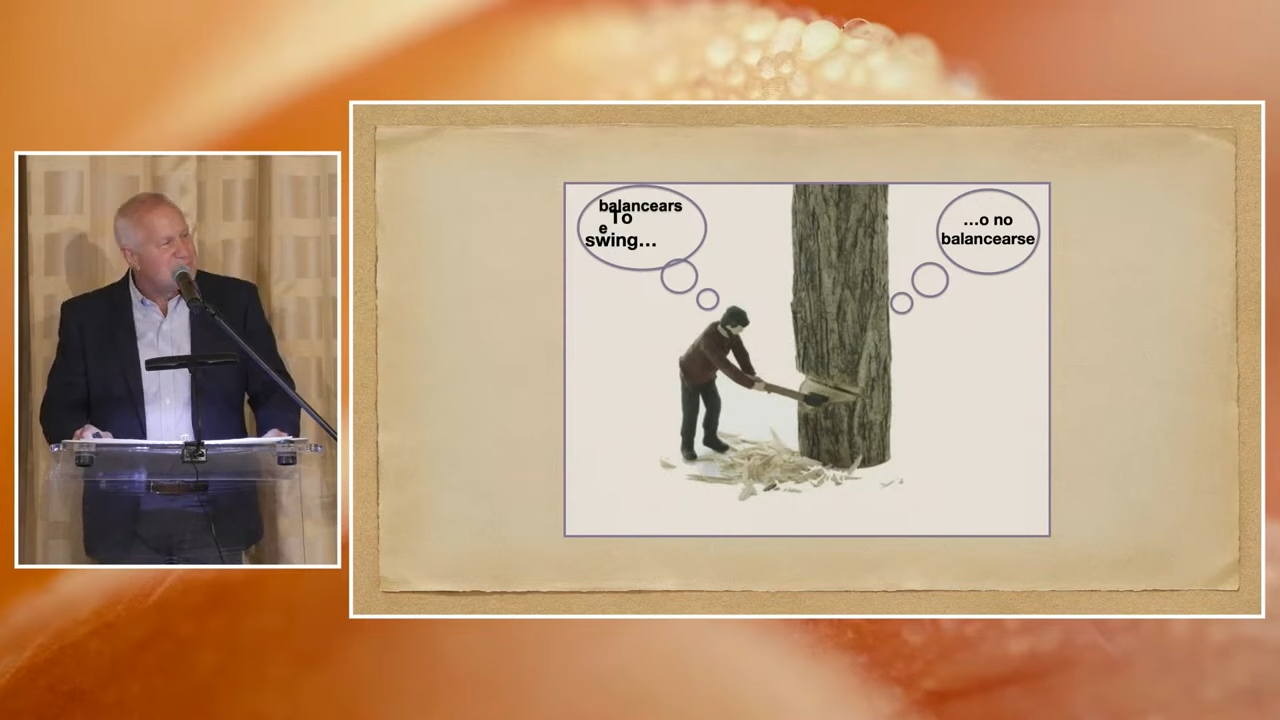 balancears
To
e
swing…
…o no
balancearse